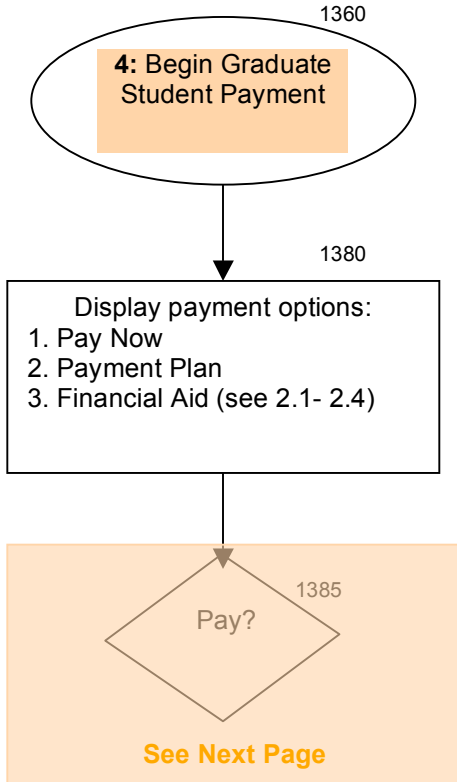 1360
4: Begin Graduate
Student Payment
1380
Display payment options:
1. Pay Now
2. Payment Plan
3. Financial Aid (see 2.1- 2.4)
1385
Pay?
See Next Page